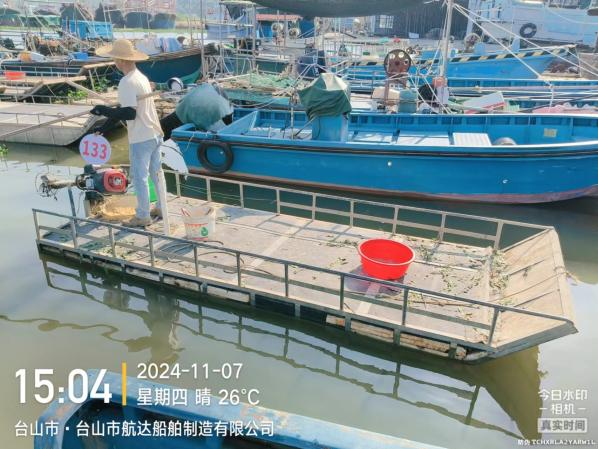 133
15:04
2024-11-07
星期四 晴 26°C
台山市·台山市航达船舶制造有限公司
今日水印
相机
真实时间
防伪 TCHXRLA2YARW1L